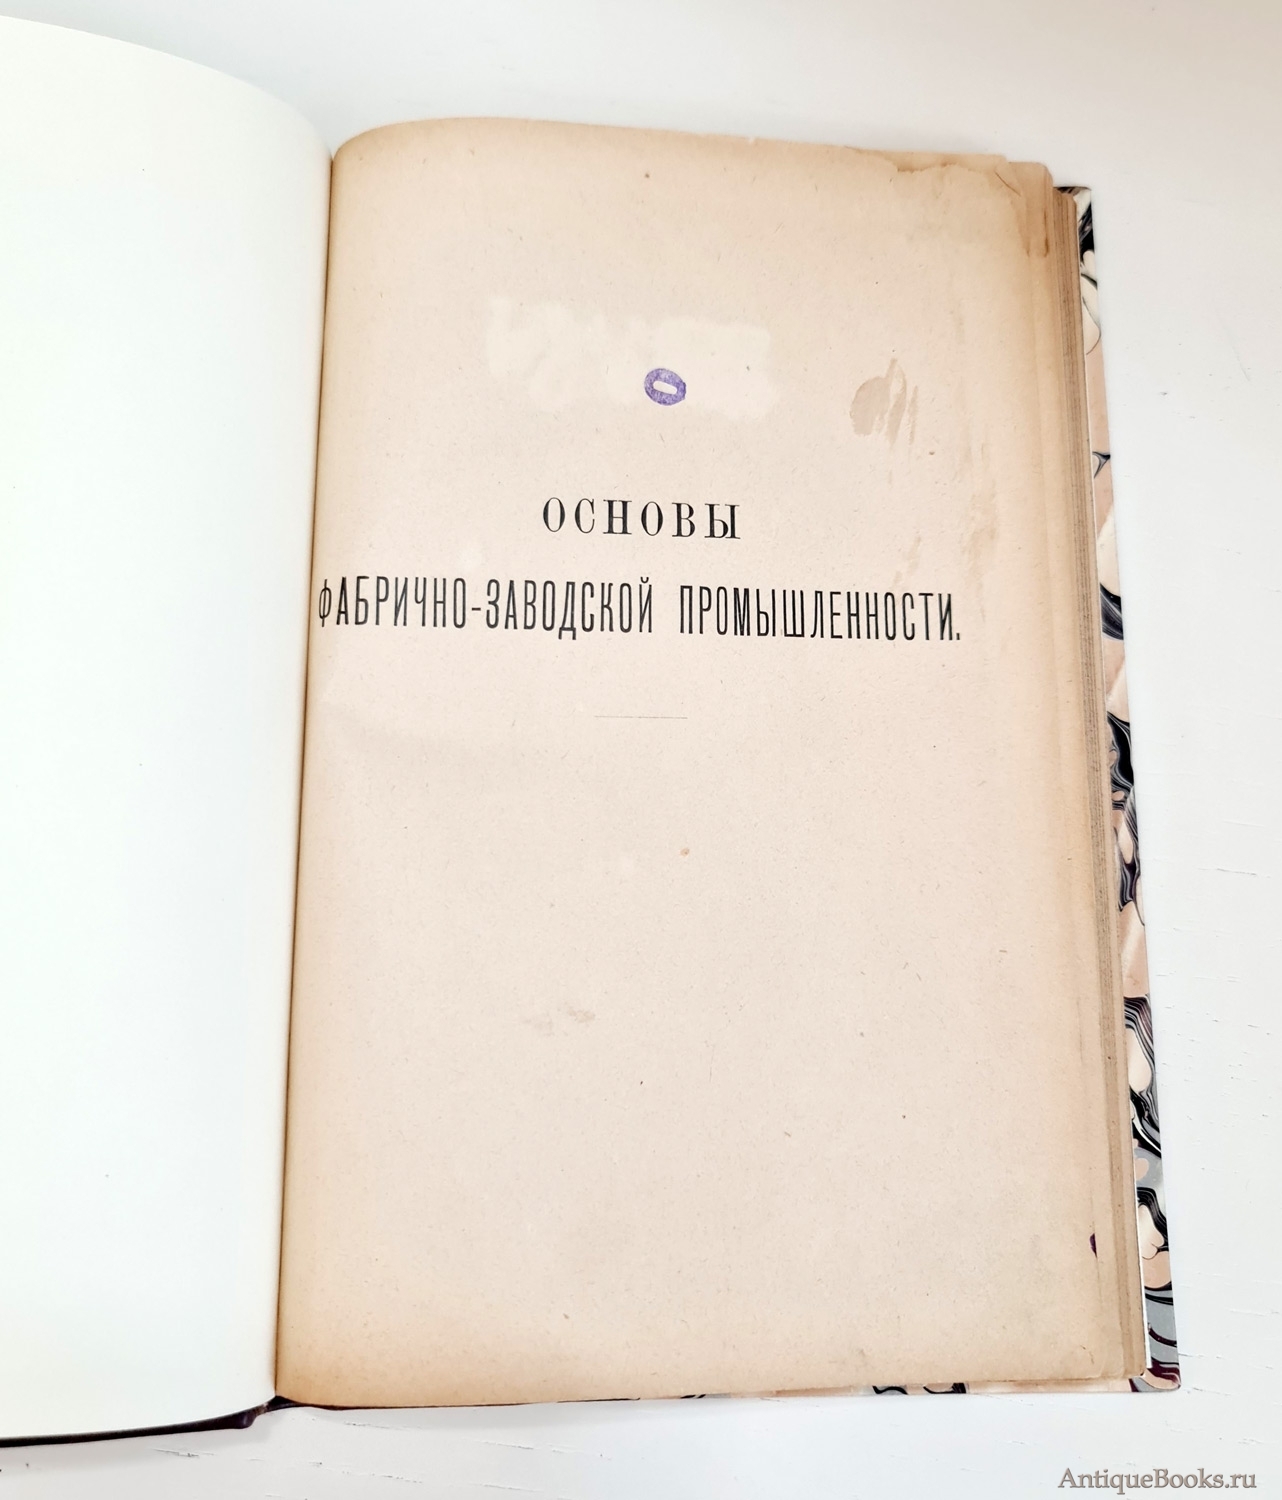 ОСНОВЫ
ФАБРИЧНО-ЗАВОДСКОЙ ПРОМЫШЛЕННОСТИ.
AntiqueBooks.ru